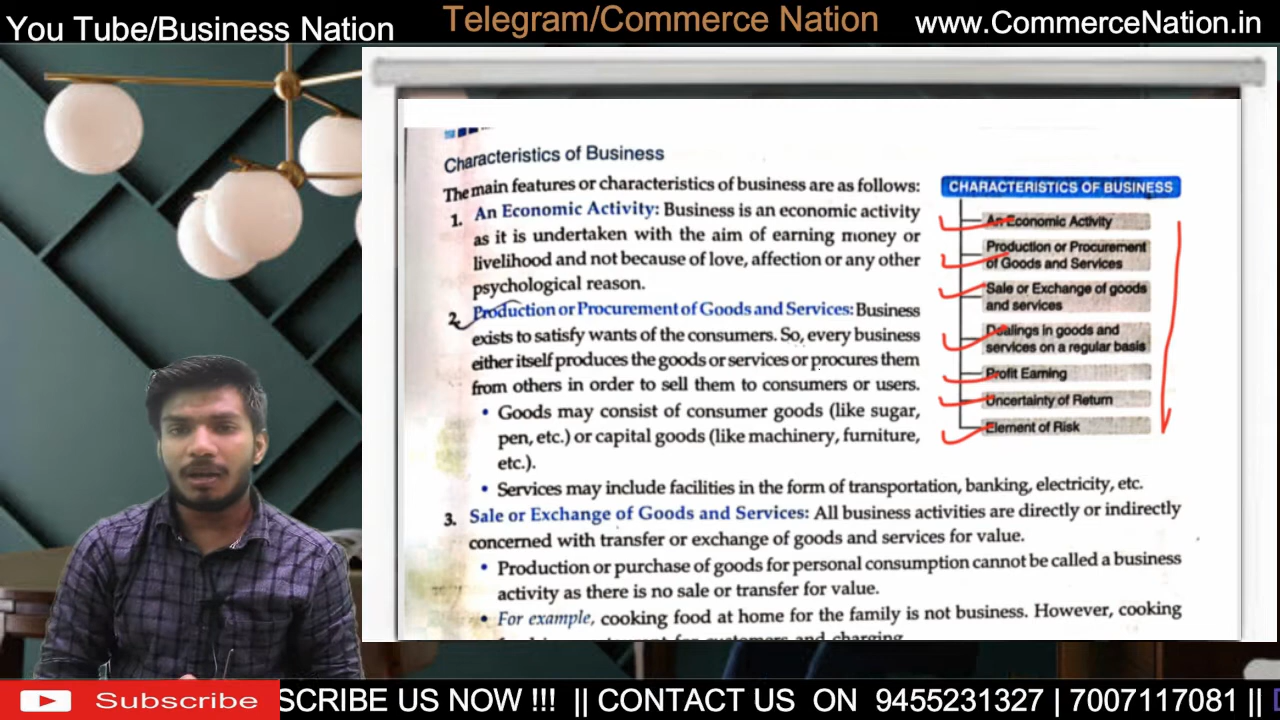 You Tube/Business Nation
Telegram/Commerce Nation
www.CommerceNation.in
Characteristics of Business
The main features or characteristics of business are as follows:
1. An Economic Activity: Business is an economic activity
as it is undertaken with the aim of earning money or
livelihood and not because of love, affection or any other
psychological reason.
2. Production or Procurement of Goods and Services: Business
exists to satisfy wants of the consumers. So, every business
either itself produces the goods or services or procures them
from others in order to sell them to consumers or users.
• Goods may consist of consumer goods (like sugar,
pen, etc.) or capital goods (like machinery, furniture,
etc.).
• Services may include facilities in the form of transportation, banking, electricity, etc.
3. Sale or Exchange of Goods and Services: All business activities are directly or indirectly
concerned with transfer or exchange of goods and services for value.
• Production or purchase of goods for personal consumption cannot be called a business
activity as there is no sale or transfer for value.
• For example, cooking food at home for the family is not business. However, cooking
customers and charging
CHARACTERISTICS OF BUSINESS
An Economic Activity
Production or Procurement
of Goods and Services
Sale or Exchange of goods
and services
Dealings in goods and
services on a regular basis
Profit Earning
Uncertainty of Return
Element of Risk
Subscribe
SCRIBE US NOW !!! || CONTACT US ON 9455231327 | 7007117081 ||